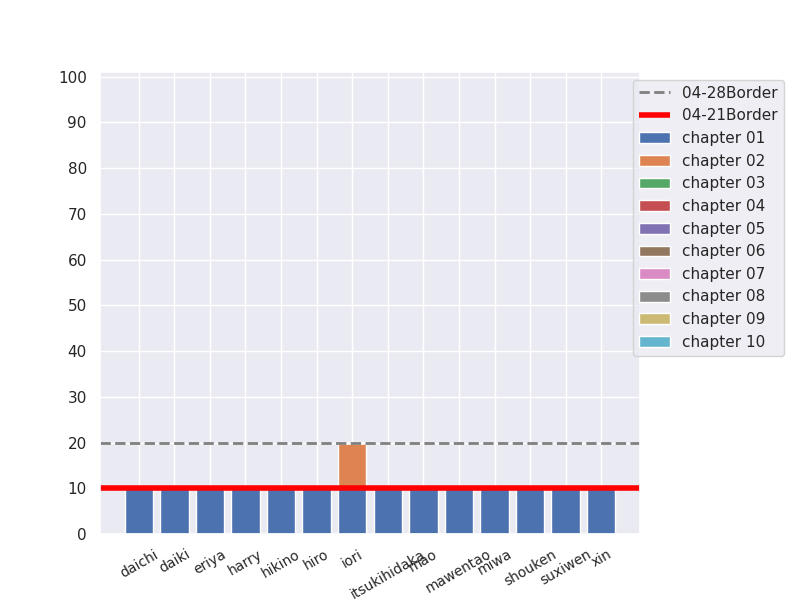 100
90
80
70
60
50
40
30
20
10
0
daichi
daiki
eriya
harry
hikino
hiro
iori
itsukihidaka
mao
mawentao
miwa
shouken
suxiwen
xin
04-28Border
04-21Border
chapter 01
chapter 02
chapter 03
chapter 04
chapter 05
chapter 06
chapter 07
chapter 08
chapter 09
chapter 10